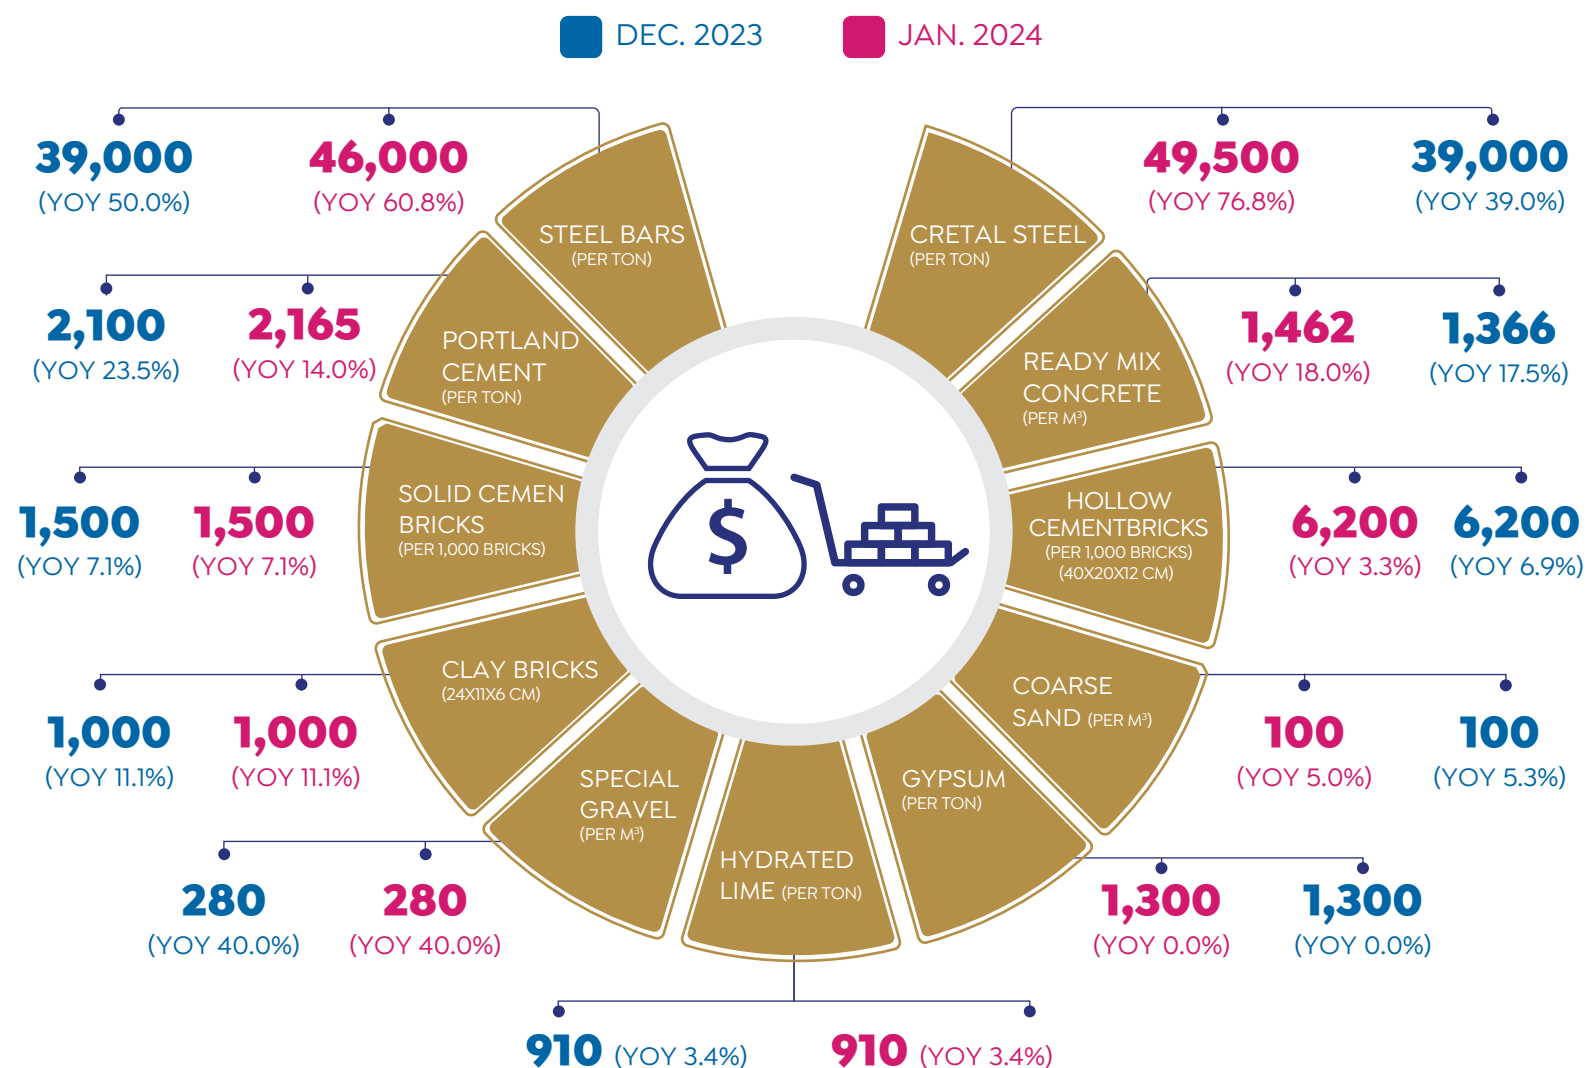 DEC. 2023
JAN. 2024
39,000
(YOY 50.0%)
46,000
(YOY 60.8%)
STEEL BARS
(PER TON)
CRETAL STEEL
(PER TON)
49,500
(YOY 76.8%)
39,000
(YOY 39.0%)
2,100
(YOY 23.5%)
2,165
(YOY 14.0%)
PORTLAND
CEMENT
(PER TON)
READY MIX
CONCRETE
(PER M³)
1,462
(YOY 18.0%)
1,366
(YOY 17.5%)
1,500
(YOY 7.1%)
1,500
(YOY 7.1%)
SOLID CEMEN
BRICKS
(PER 1,000 BRICKS)
$
HOLLOW
CEMENTBRICKS
(PER 1,000 BRICKS)
(40X20X12 CM)
6,200
(YOY 3.3%)
6,200
(YOY 6.9%)
1,000
(YOY 11.1%)
1,000
(YOY 11.1%)
CLAY BRICKS
(24X11X6 CM)
COARSE
SAND (PER M³)
100
(YOY 5.0%)
100
(YOY 5.3%)
280
(YOY 40.0%)
280
(YOY 40.0%)
SPECIAL
GRAVEL
(PER M³)
HYDRATED
LIME (PER TON)
GYPSUM
(PER TON)
1,300
(YOY 0.0%)
1,300
(YOY 0.0%)
910 (YOY 3.4%)
910 (YOY 3.4%)